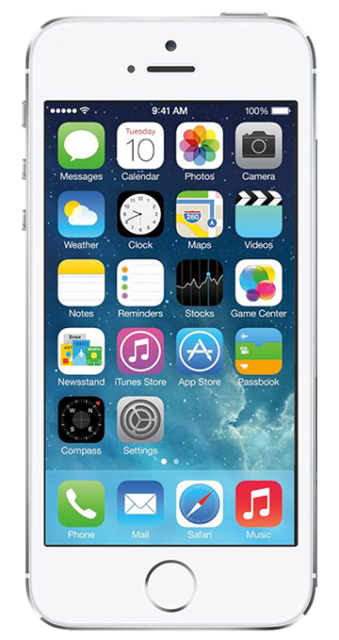 9:41 AM 100%
Tuesday
10
280
Messages Calendar Photos Camera
Weather Clock Maps Videos
Notes Reminders Stocks Game Center
Newsstand iTunes Store App Store Passbook
N
W E
S
Compass Settings
Phone Mail Safari Music